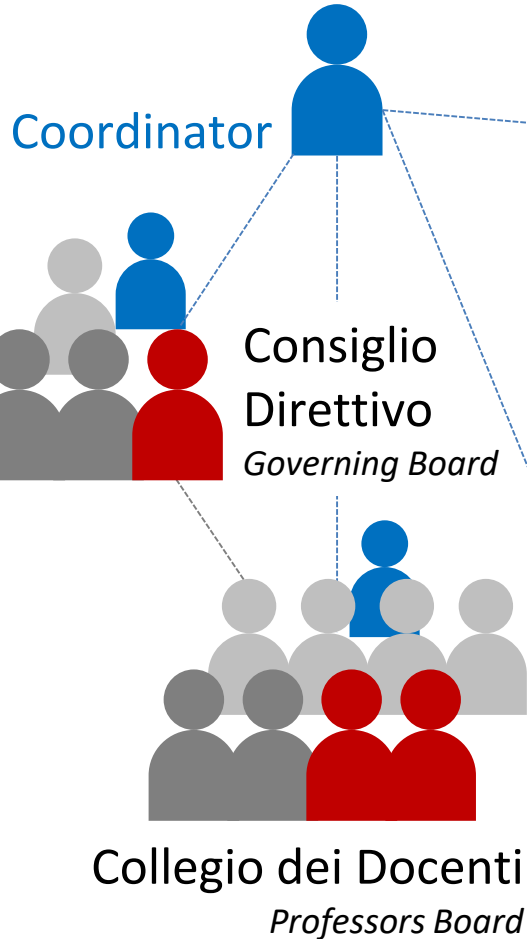 Coordinator
Consiglio
Direttivo
Governing Board
Collegio dei Docenti
Professors Board